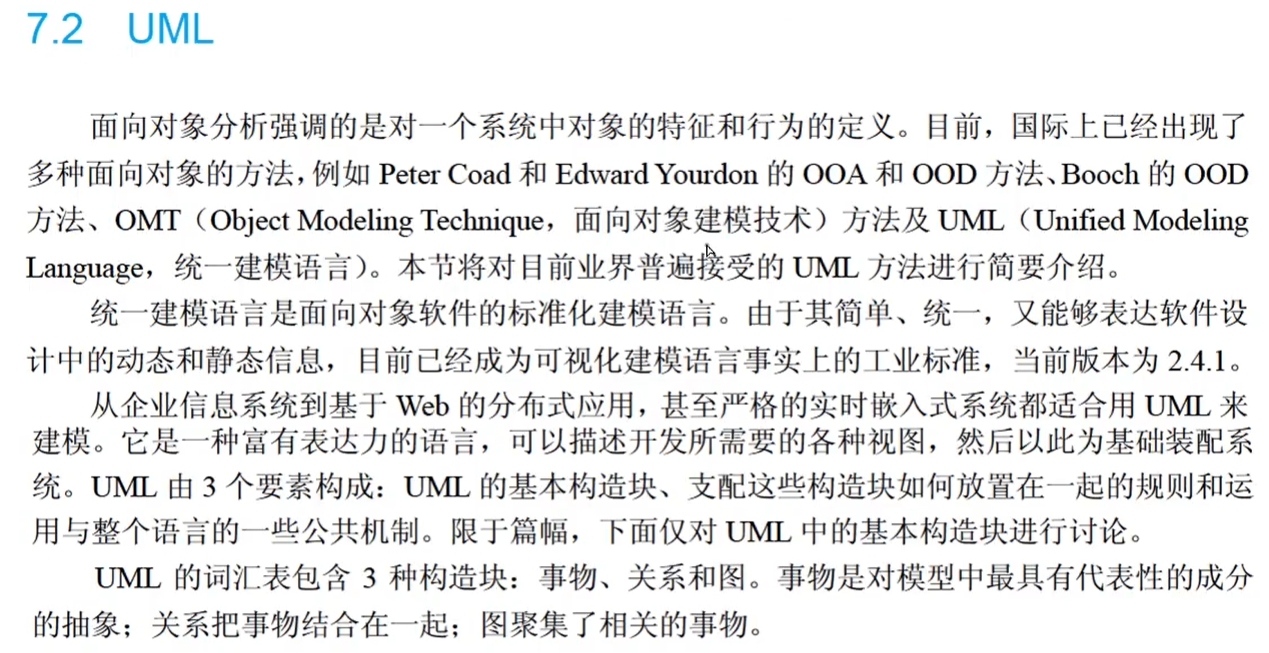 7.2 UML
面向对象分析强调的是对一个系统中对象的特征和行为的定义。目前，国际上已经出现了
多种面向对象的方法，例如 Peter Coad 和 Edward Yourdon 的 OOA 和 OOD 方法、Booch 的 OOD
方法、OMT（Object Modeling Technique，面向对象建模技术）方法及 UML（Unified Modeling
Language，统一建模语言）。本节将对目前业界普遍接受的 UML 方法进行简要介绍。
统一建模语言是面向对象软件的标准化建模语言。由于其简单、统一，又能够表达软件设
计中的动态和静态信息，目前已经成为可视化建模语言事实上的工业标准，当前版本为 2.4.1。
从企业信息系统到基于 Web 的分布式应用，甚至严格的实时嵌入式系统都适合用 UML 来
建模。它是一种富有表达力的语言，可以描述开发所需要的各种视图，然后以此为基础装配系
统。UML 由 3 个要素构成：UML 的基本构造块、支配这些构造块如何放置在一起的规则和运
用与整个语言的一些公共机制。限于篇幅，下面仅对 UML 中的基本构造块进行讨论。
UML 的词汇表包含 3 种构造块：事物、关系和图。事物是对模型中最具有代表性的成分
的抽象；关系把事物结合在一起；图聚集了相关的事物。